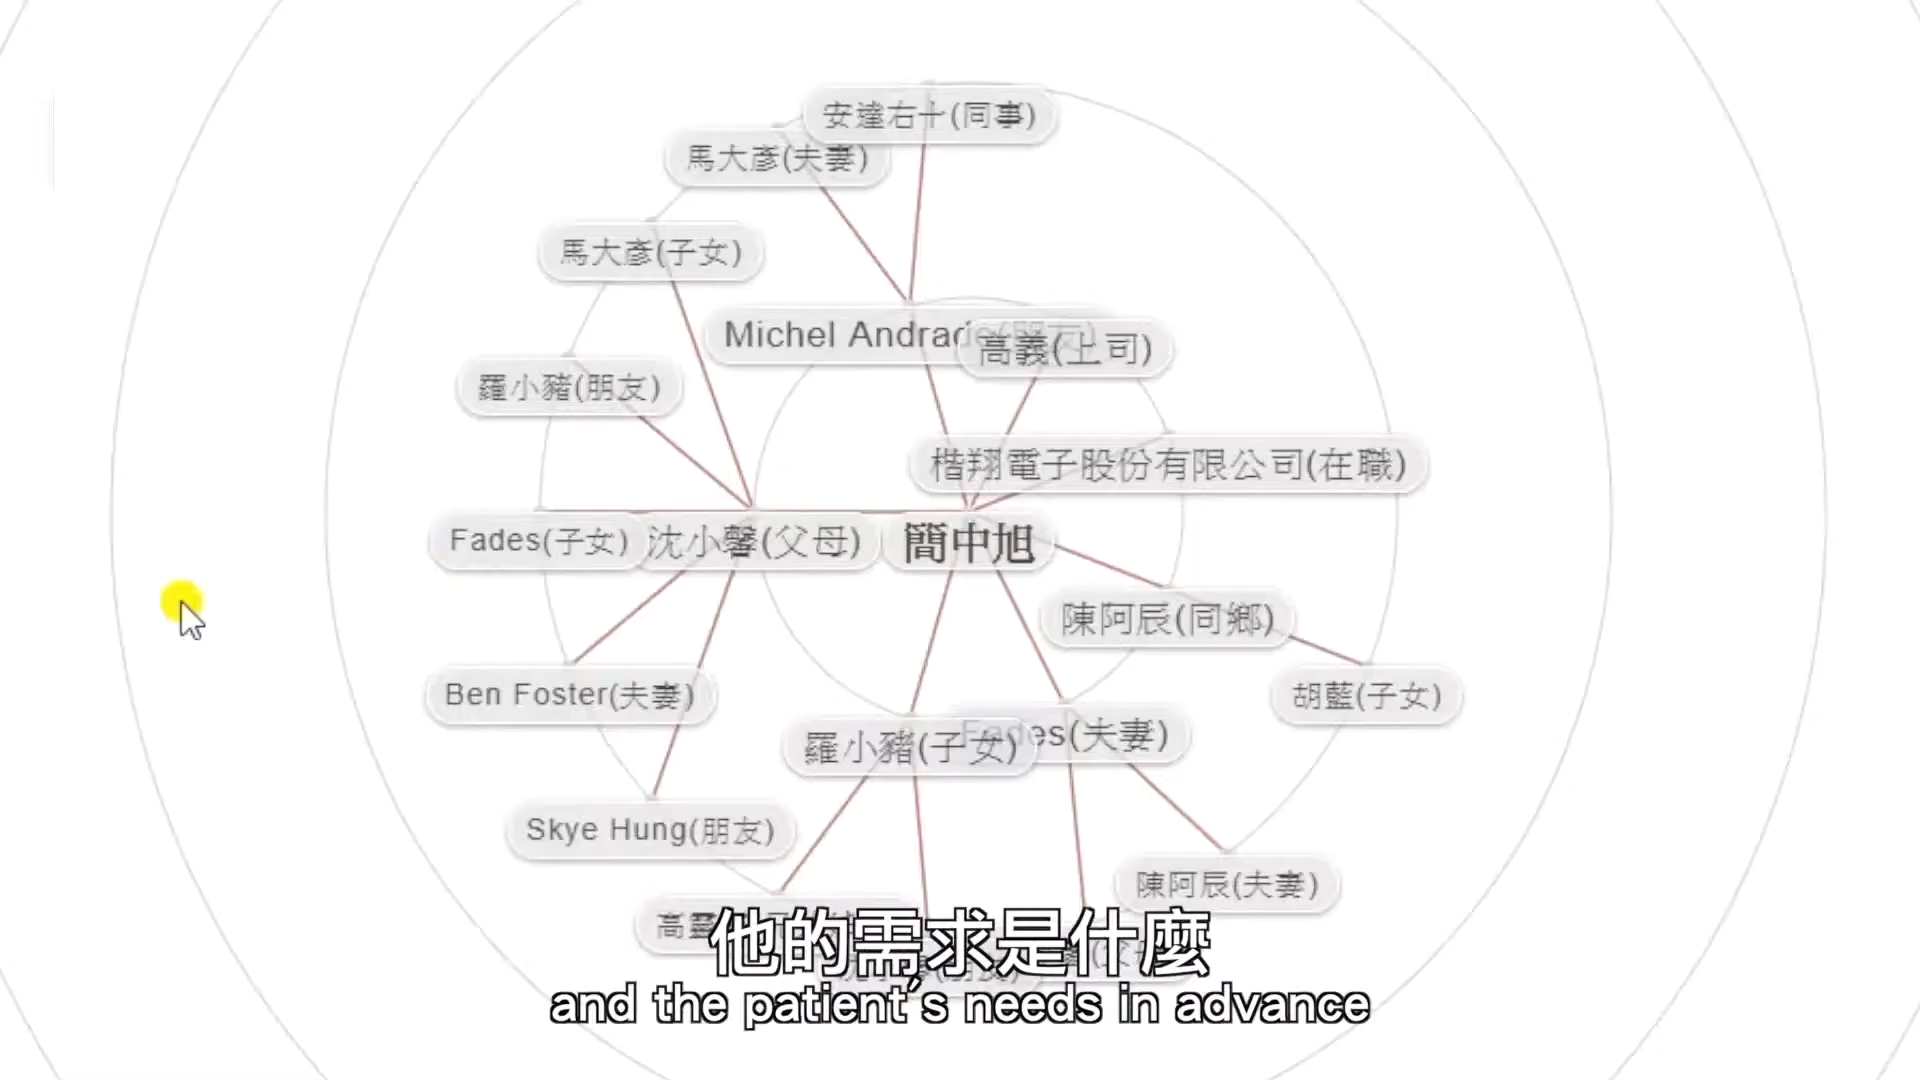 安達右十(同事)
馬大彥(夫妻)
馬大彥(子女)
Michel Andrade(朋友)
高義(上司)
羅小豬(朋友)
楷翔電子股份有限公司(在職)
Fades(子女)
沈小馨(父母)
簡中旭
陳阿辰(同鄉)
Ben Foster(夫妻)
胡藍(子女)
羅小豬(子女)
Fades(夫妻)
Skye Hung(朋友)
陳阿辰(夫妻)
他的需求是什麼
and the patient's needs in advance